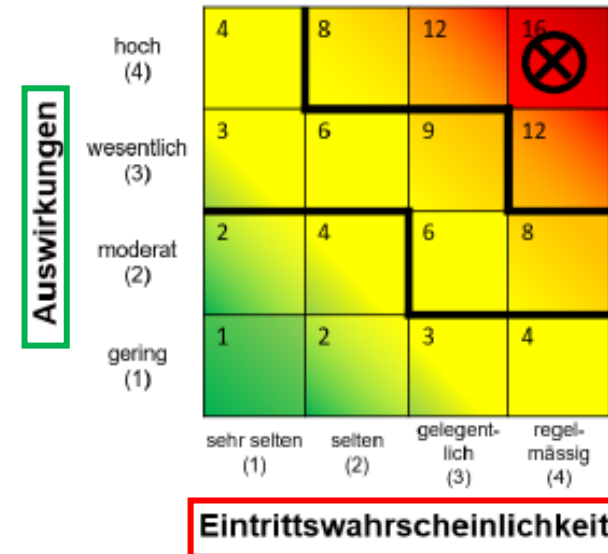 Auswirkungen
hoch
(4)
4 8 12 16
wesentlich
(3)
3 6 9 12
moderat
(2)
2 4 6 8
gering
(1)
1 2 3 4
sehr selten
(1)
selten
(2)
gelegent-
lich
(3)
regel-
mässig
(4)
Eintrittswahrscheinlichkeit